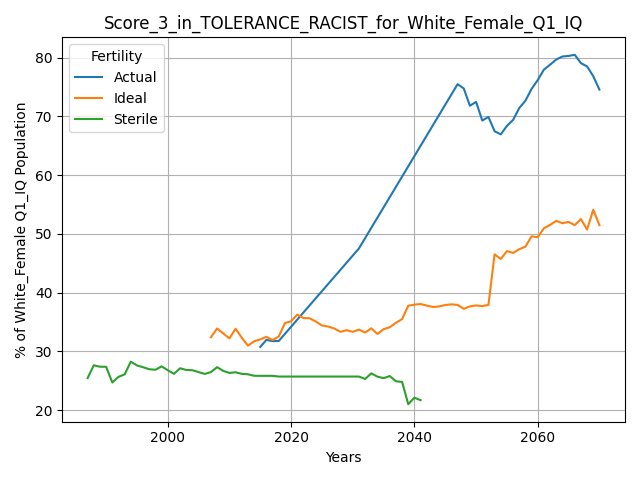 Score_3_in_TOLERANCE_RACIST_for_White_Female_Q1_IQ
Fertility
Actual
Ideal
Sterile
% of White_Female Q1_IQ Population
80
70
60
50
40
30
20
2000
2020
2040
2060
Years